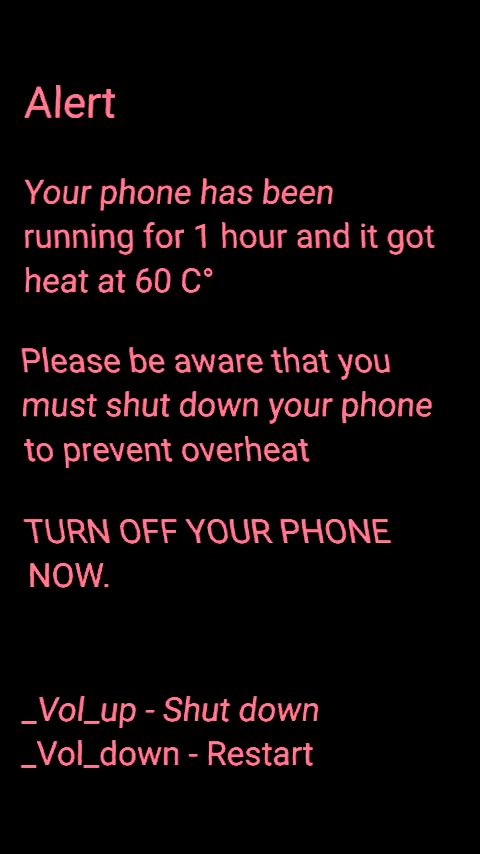 Alert
Your phone has been
running for 1 hour and it got
heat at 60 C°
Please be aware that you
must shut down your phone
to prevent overheat
TURN OFF YOUR PHONE
NOW.
_Vol_up - Shut down
_Vol_down - Restart